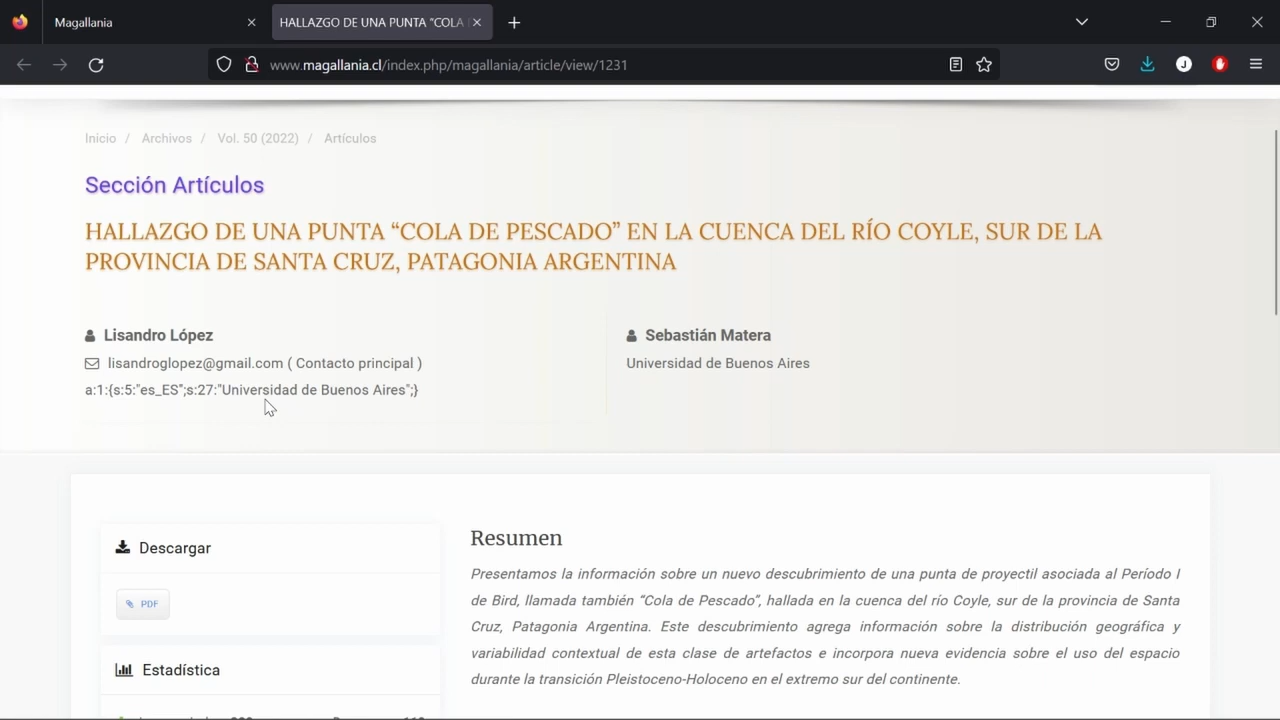 Magallania
HALLAZGO DE UNA PUNTA “COLA
www.magallania.cl/index.php/magallania/article/view/1231
J
Inicio / Archivos / Vol. 50 (2022) / Artículos
Sección Artículos
HALLAZGO DE UNA PUNTA “COLA DE PESCADO” EN LA CUENCA DEL RÍO COYLE, SUR DE LA
PROVINCIA DE SANTA CRUZ, PATAGONIA ARGENTINA
Lisandro López
lisandroglopez@gmail.com ( Contacto principal )
a:1:{s:5:"es_ES";s:27:"Universidad de Buenos Aires";}
Sebastián Matera
Universidad de Buenos Aires
Descargar
PDF
Estadística
Resumen
Presentamos la información sobre un nuevo descubrimiento de una punta de proyectil asociada al Período I
de Bird, llamada también “Cola de Pescado”, hallada en la cuenca del río Coyle, sur de la provincia de Santa
Cruz, Patagonia Argentina. Este descubrimiento agrega información sobre la distribución geográfica y
variabilidad contextual de esta clase de artefactos e incorpora nueva evidencia sobre el uso del espacio
durante la transición Pleistoceno-Holoceno en el extremo sur del continente.